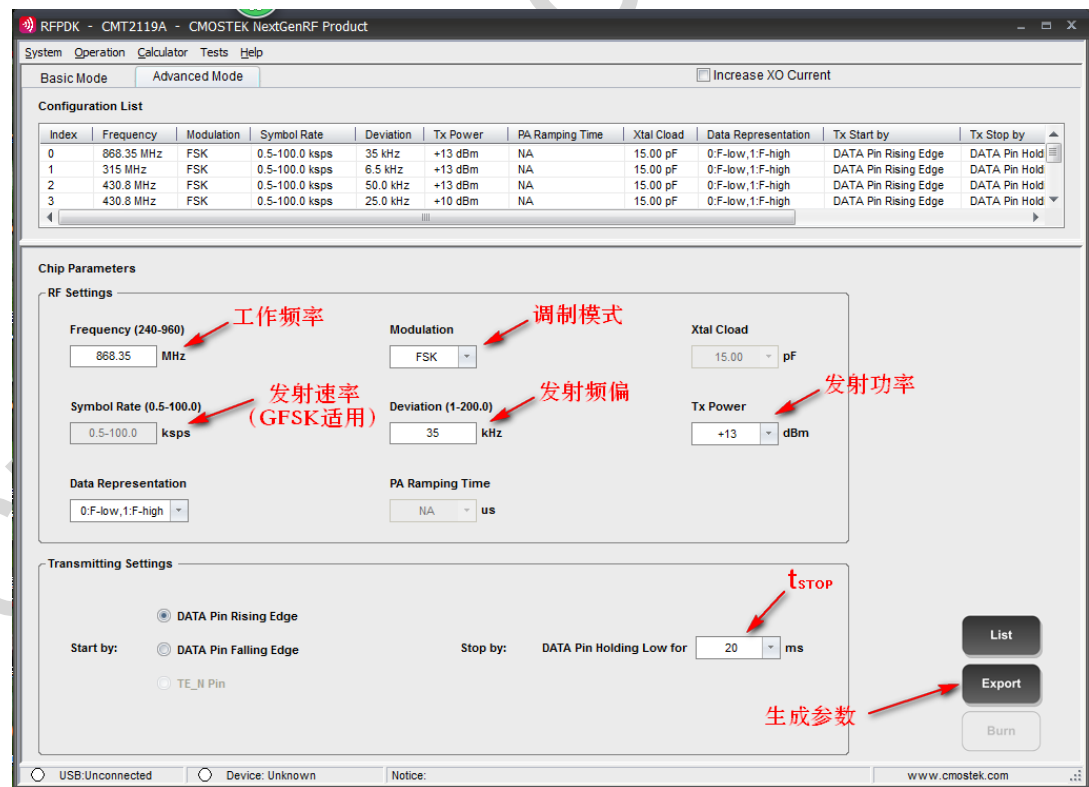 RFPDK - CMT2119A - CMOSTEK NextGenRF Product
System Operation Calculator Tests Help
Basic Mode Advanced Mode Increase XO Current
Configuration List
Index Frequency Modulation Symbol Rate Deviation Tx Power PA Ramping Time Xtal Cload Data Representation Tx Start by Tx Stop by
0 868.35 MHz FSK 0.5-100.0 ksps 35 kHz +13 dBm NA 15.00 pF 0:F-low,1:F-high DATA Pin Rising Edge DATA Pin Hold
1 315 MHz FSK 0.5-100.0 ksps 6.5 kHz +13 dBm NA 15.00 pF 0:F-low,1:F-high DATA Pin Rising Edge DATA Pin Hold
2 430.8 MHz FSK 0.5-100.0 ksps 50.0 kHz +13 dBm NA 15.00 pF 0:F-low,1:F-high DATA Pin Rising Edge DATA Pin Hold
3 430.8 MHz FSK 0.5-100.0 ksps 25.0 kHz +10 dBm NA 15.00 pF 0:F-low,1:F-high DATA Pin Rising Edge DATA Pin Hold
Chip Parameters
RF Settings
工作频率 调制模式
Frequency (240-960) Modulation Xtal Cload
868.35 MHz FSK 15.00 pF
发射速率 发射频偏 发射功率
(GFSK适用)
Symbol Rate (0.5-100.0) Deviation (1-200.0) Tx Power
0.5-100.0 ksps 35 kHz +13 dBm
Data Representation PA Ramping Time
0:F-low,1:F-high NA us
Transmitting Settings
tSTOP
DATA Pin Rising Edge
Start by: DATA Pin Falling Edge Stop by: DATA Pin Holding Low for 20 ms
TE_N Pin
List
Export
生成参数
Burn
USB:Unconnected Device: Unknown Notice: www.cmostek.com